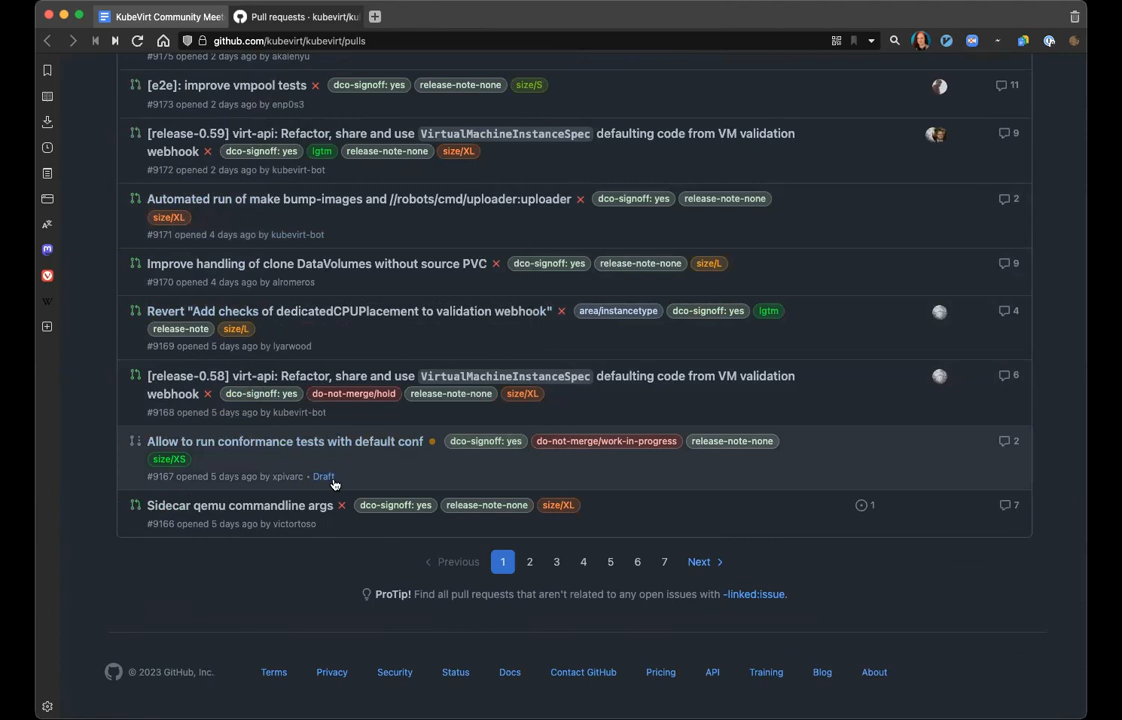 KubeVirt Community Meet
Pull requests · kubevirt/ku
github.com/kubevirt/kubevirt/pulls
#9175 opened 2 days ago by akalenyu
[e2e]: improve vmpool tests dco-signoff: yes release-note-none size/S 11
#9173 opened 2 days ago by enp0s3
[release-0.59] virt-api: Refactor, share and use VirtualMachineInstanceSpec defaulting code from VM validation 9
webhook dco-signoff: yes lgtm release-note-none size/XL
#9172 opened 2 days ago by kubevirt-bot
Automated run of make bump-images and //robots/cmd/uploader:uploader dco-signoff: yes release-note-none 2
size/XL
#9171 opened 4 days ago by kubevirt-bot
Improve handling of clone DataVolumes without source PVC dco-signoff: yes release-note-none size/L 9
#9170 opened 4 days ago by alromeros
Revert "Add checks of dedicatedCPUPlacement to validation webhook" area/instancetype dco-signoff: yes lgtm 4
release-note size/L
#9169 opened 5 days ago by lyarwood
[release-0.58] virt-api: Refactor, share and use VirtualMachineInstanceSpec defaulting code from VM validation 6
webhook dco-signoff: yes do-not-merge/hold release-note-none size/XL
#9168 opened 5 days ago by kubevirt-bot
Allow to run conformance tests with default conf dco-signoff: yes do-not-merge/work-in-progress release-note-none 2
size/XS
#9167 opened 5 days ago by xpivarc • Draft
Sidecar qemu commandline args dco-signoff: yes release-note-none size/XL 1 7
#9166 opened 5 days ago by victortoso
Previous 1 2 3 4 5 6 7 Next
ProTip! Find all pull requests that aren't related to any open issues with -linked:issue.
© 2023 GitHub, Inc. Terms Privacy Security Status Docs Contact GitHub Pricing API Training Blog About